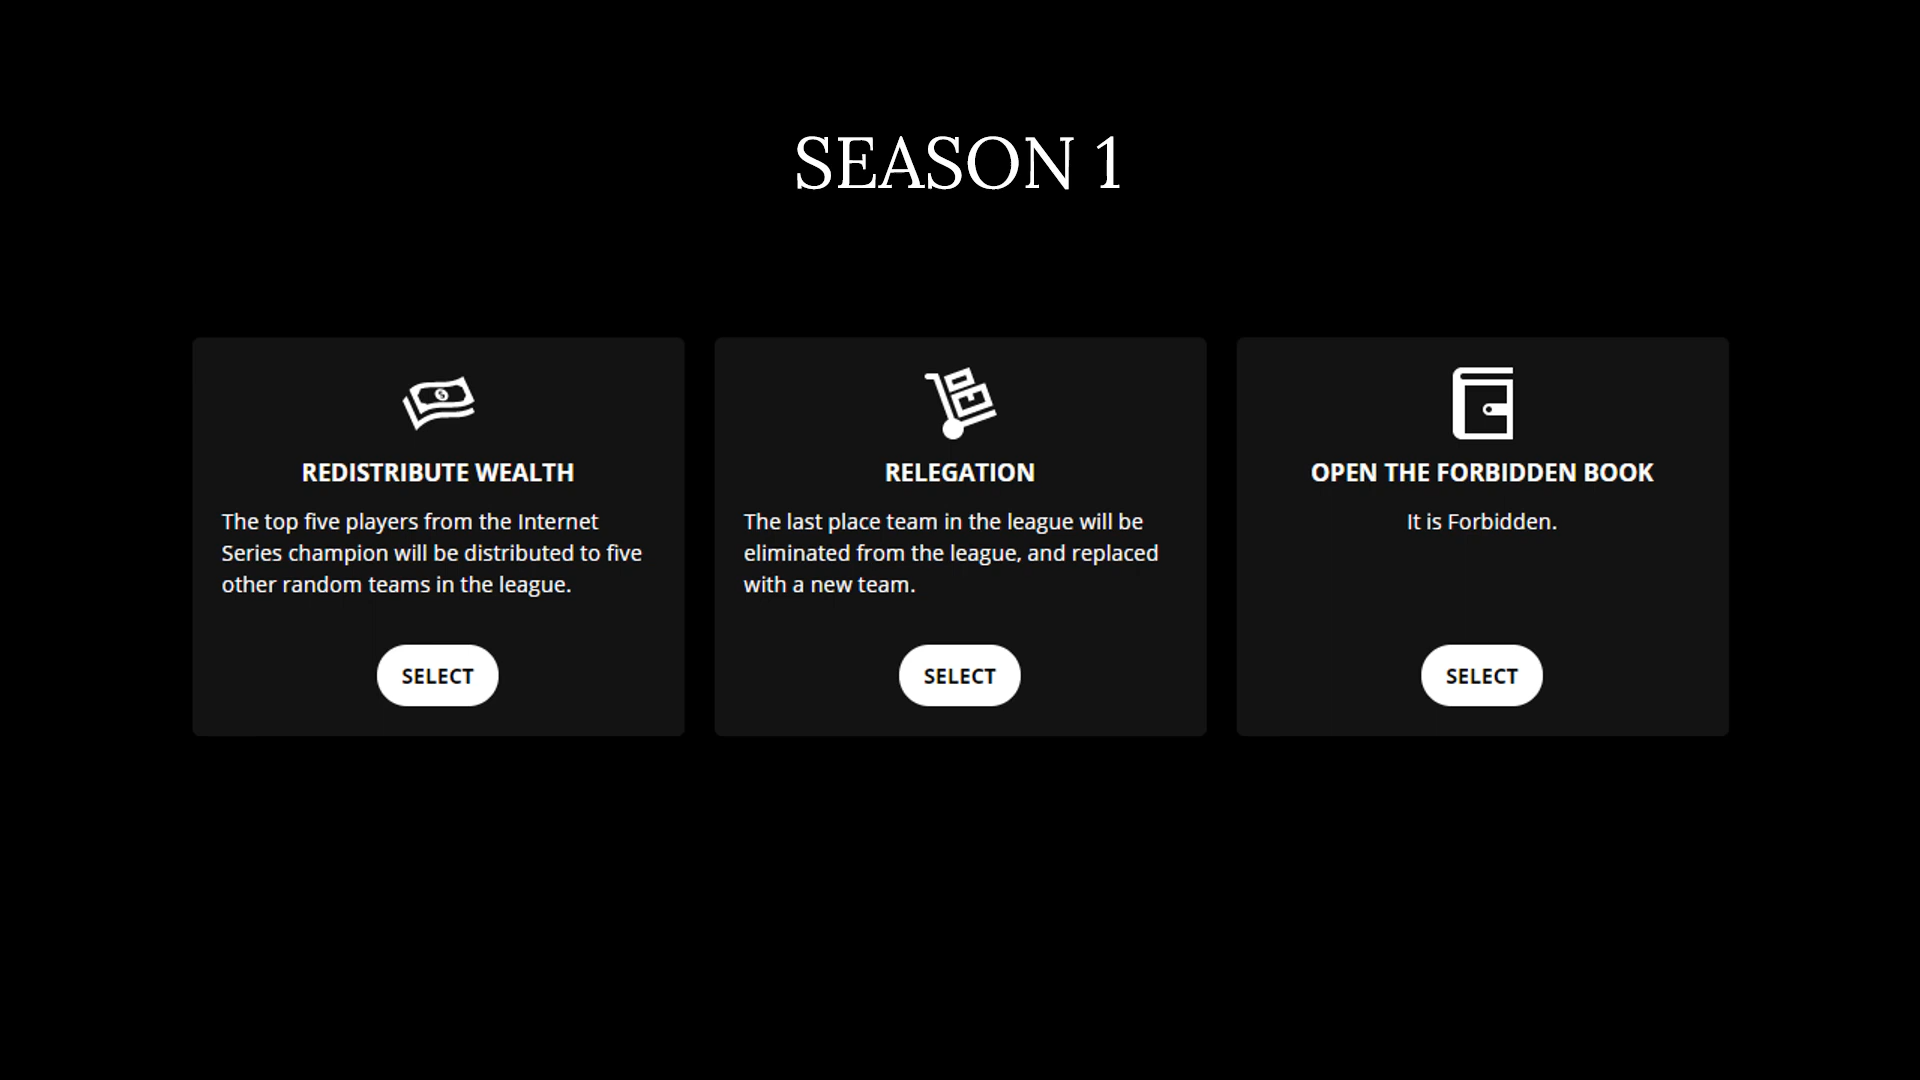 SEASON 1
REDISTRIBUTE WEALTH
The top five players from the Internet
Series champion will be distributed to five
other random teams in the league.
SELECT
RELEGATION
The last place team in the league will be
eliminated from the league, and replaced
with a new team.
SELECT
OPEN THE FORBIDDEN BOOK
It is Forbidden.
SELECT